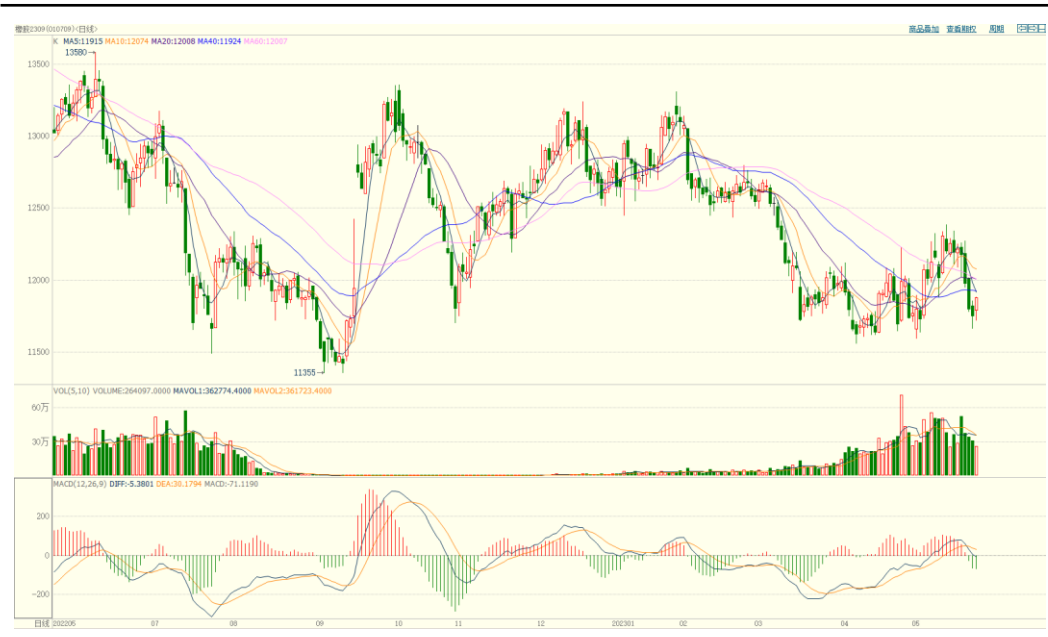 橡胶2309(010709)<日线>
商品叠加 查看期权 周期
K MA5:11915 MA10:12074 MA20:12008 MA40:11924 MA60:12007
13580
13500
13000
12500
12000
11500
11355
VOL(5,10) VOLUME:264097.0000 MAVOL1:362774.4000 MAVOL2:361723.4000
60万
30万
MACD(12,26,9) DIFF:-5.3801 DEA:30.1794 MACD:-71.1190
200
0
-200
日线 202205 07 08 09 10 11 12 202301 02 03 04 05